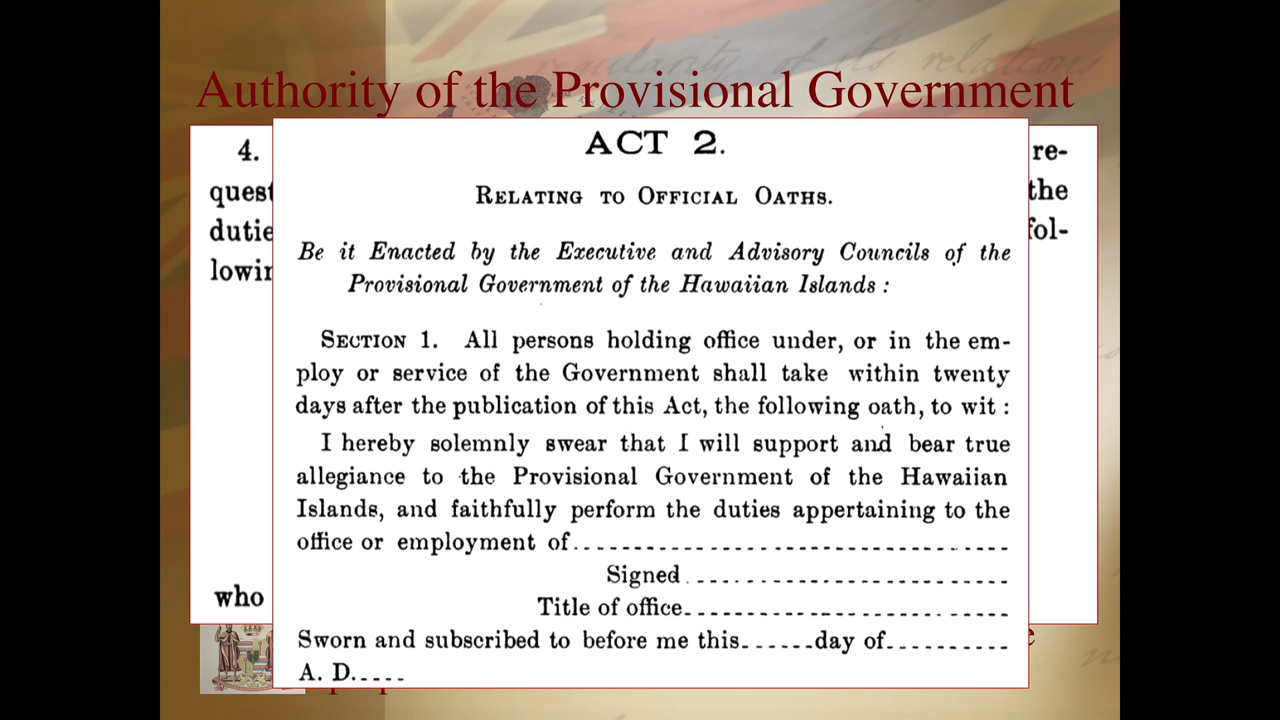 regularity of its relations
Authority of the Provisional Government
4.
quest
dutie
lowin
who
re-
the
fol-
ACT 2.
RELATING TO OFFICIAL OATHS.
Be it Enacted by the Executive and Advisory Councils of the
Provisional Government of the Hawaiian Islands :
SECTION 1. All persons holding office under, or in the em-
ploy or service of the Government shall take within twenty
days after the publication of this Act, the following oath, to wit :
I hereby solemnly swear that I will support and bear true
allegiance to the Provisional Government of the Hawaiian
Islands, and faithfully perform the duties appertaining to the
office or employment of........................................
Signed..............................
Title of office..............................
Sworn and subscribed to before me this......day of..........
A. D.....